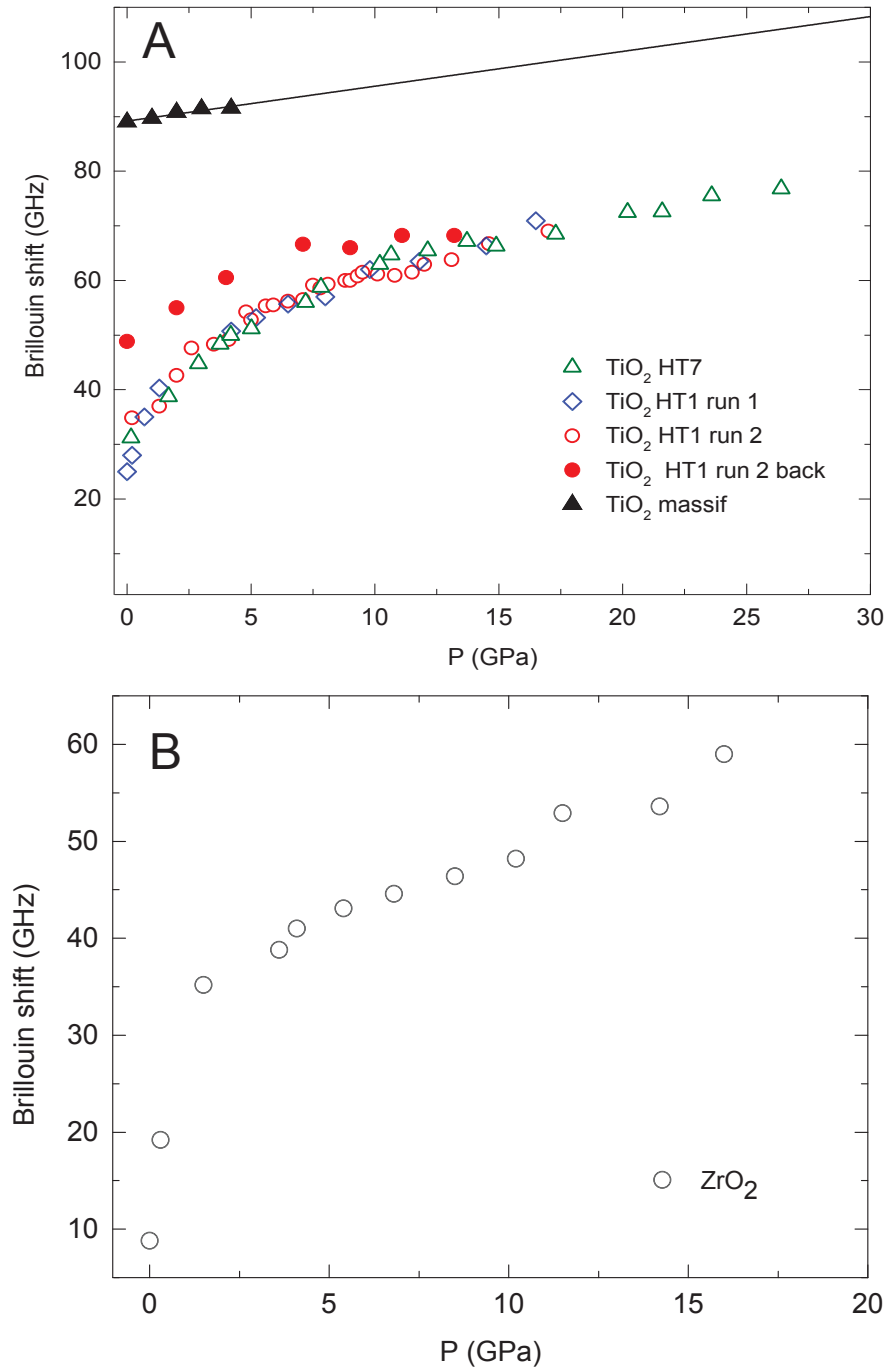 A
100
80
60
40
20
Brillouin shift (GHz)
TiO2 HT7
TiO2 HT1 run 1
TiO2 HT1 run 2
TiO2 HT1 run 2 back
TiO2 massif
0 5 10 15 20 25 30
P (GPa)
B
60
50
40
30
20
10
Brillouin shift (GHz)
ZrO2
0 5 10 15 20
P (GPa)